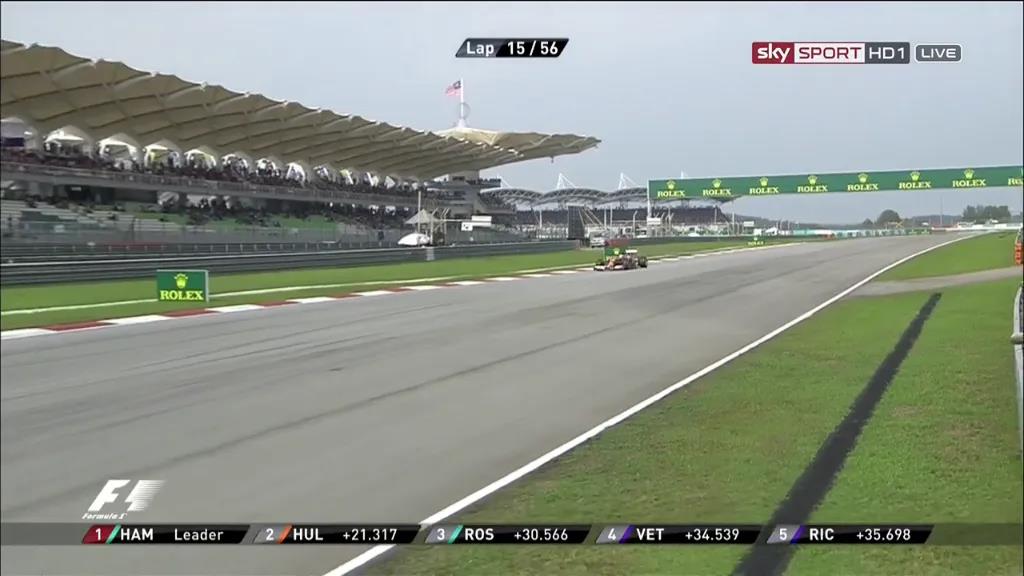 Lap 15/56
sky SPORT HD1 LIVE
ROLEX ROLEX ROLEX ROLEX ROLEX ROLEX ROLEX
ROLEX
F1
Formula 1
1 HAM Leader 2 HUL +21.317 3 ROS +30.566 4 VET +34.539 5 RIC +35.698